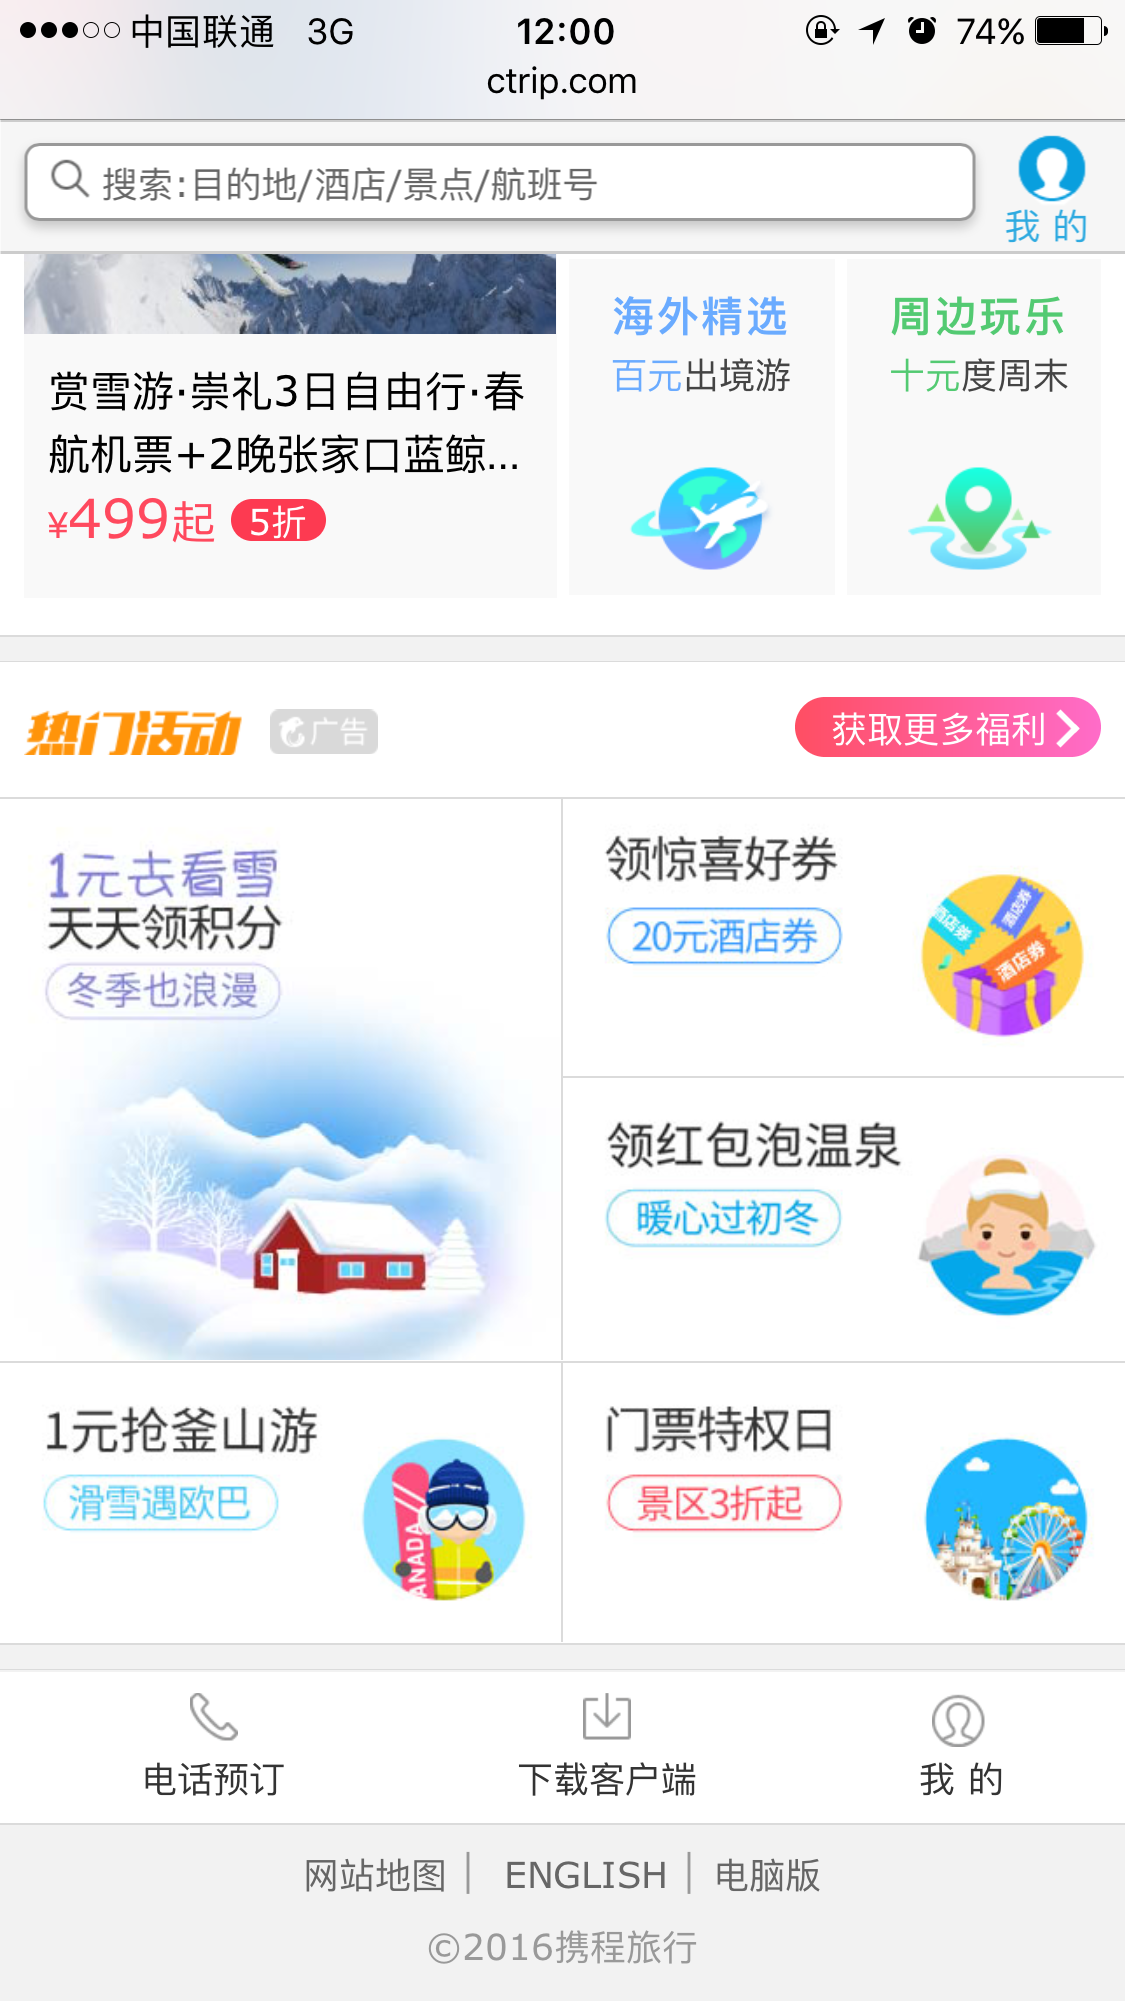 中国联通 3G 12:00 74%
ctrip.com
搜索:目的地/酒店/景点/航班号
我 的
赏雪游·崇礼3日自由行·春
航机票+2晚张家口蓝鲸...
¥499起 5折
海外精选
百元出境游
周边玩乐
十元度周末
热门活动 广告 获取更多福利
1元去看雪
天天领积分
冬季也浪漫
领惊喜好券
20元酒店券
酒店券
酒店券
酒店券
领红包泡温泉
暖心过初冬
1元抢釜山游
滑雪遇欧巴
ANADA
门票特权日
景区3折起
电话预订
下载客户端
我 的
网站地图 | ENGLISH | 电脑版
©2016携程旅行